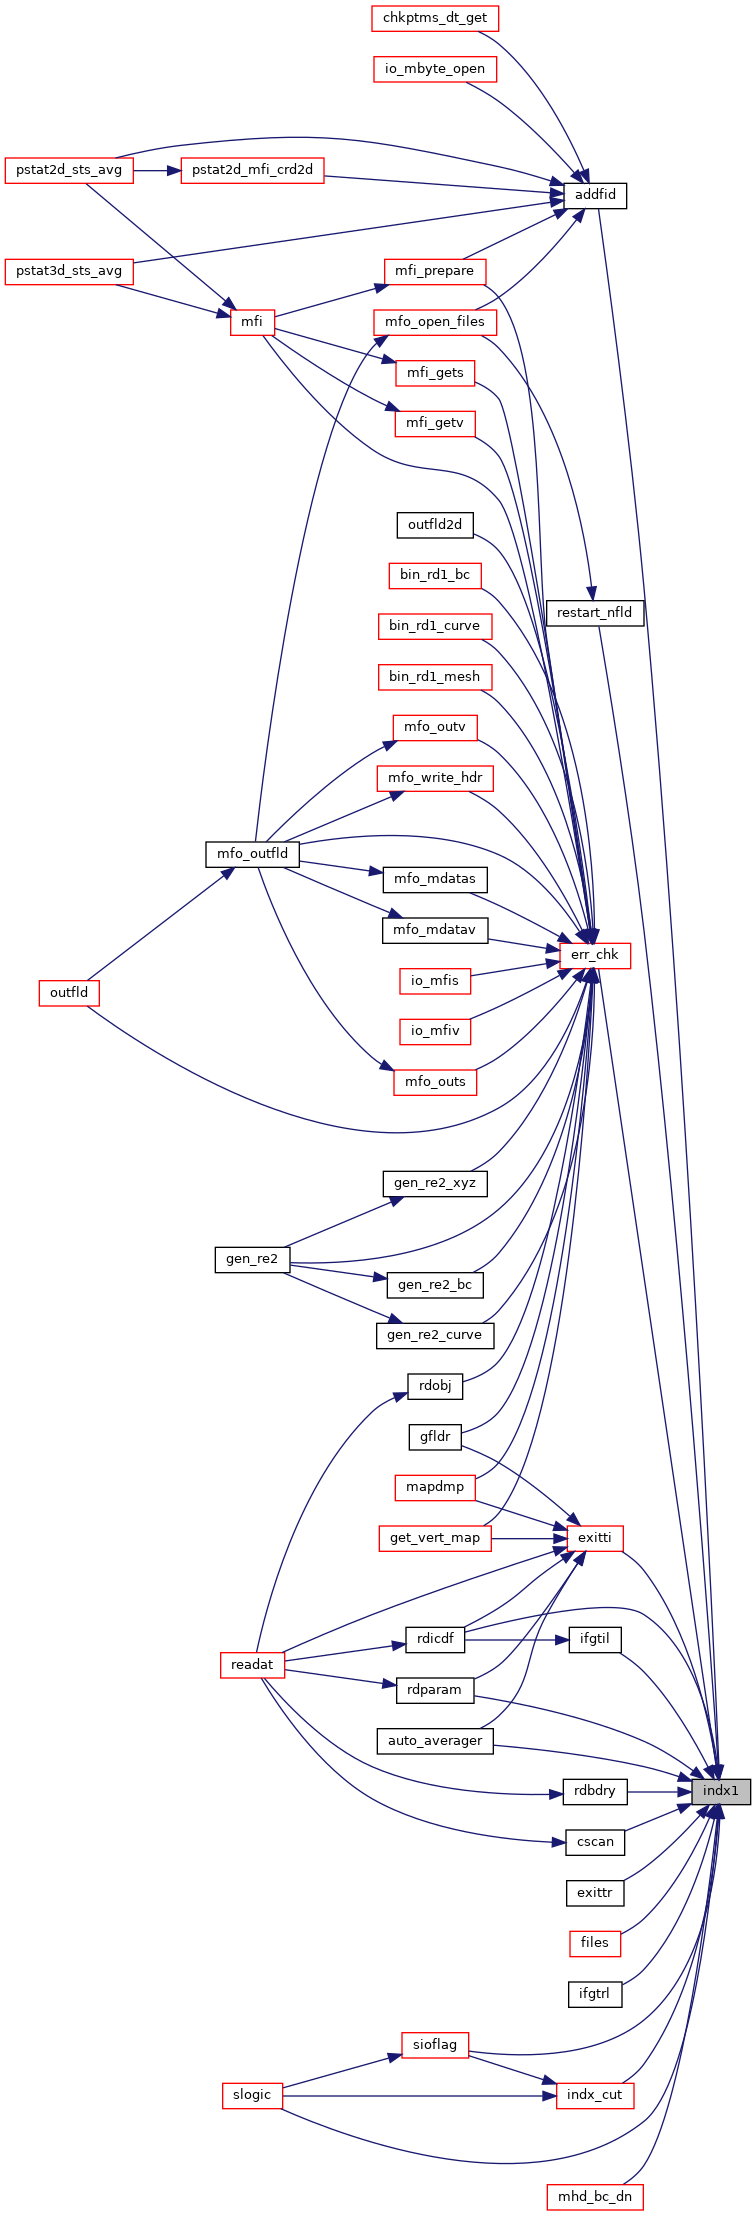 chkptms_dt_get
io_mbyte_open
pstat2d_sts_avg
pstat2d_mfi_crd2d
addfid
pstat3d_sts_avg
mfi_prepare
mfi
mfo_open_files
mfi_gets
mfi_getv
outfld2d
bin_rd1_bc
restart_nfld
bin_rd1_curve
bin_rd1_mesh
mfo_outv
mfo_write_hdr
mfo_outfld
mfo_mdatas
mfo_mdatav
err_chk
io_mfis
outfld
io_mfiv
mfo_outs
gen_re2_xyz
gen_re2
gen_re2_bc
gen_re2_curve
rdobj
gfldr
mapdmp
get_vert_map
exitti
rdicdf
ifgtil
readat
rdparam
auto_averager
rdbdry
indx1
cscan
exittr
files
ifgtrl
sioflag
slogic
indx_cut
mhd_bc_dn